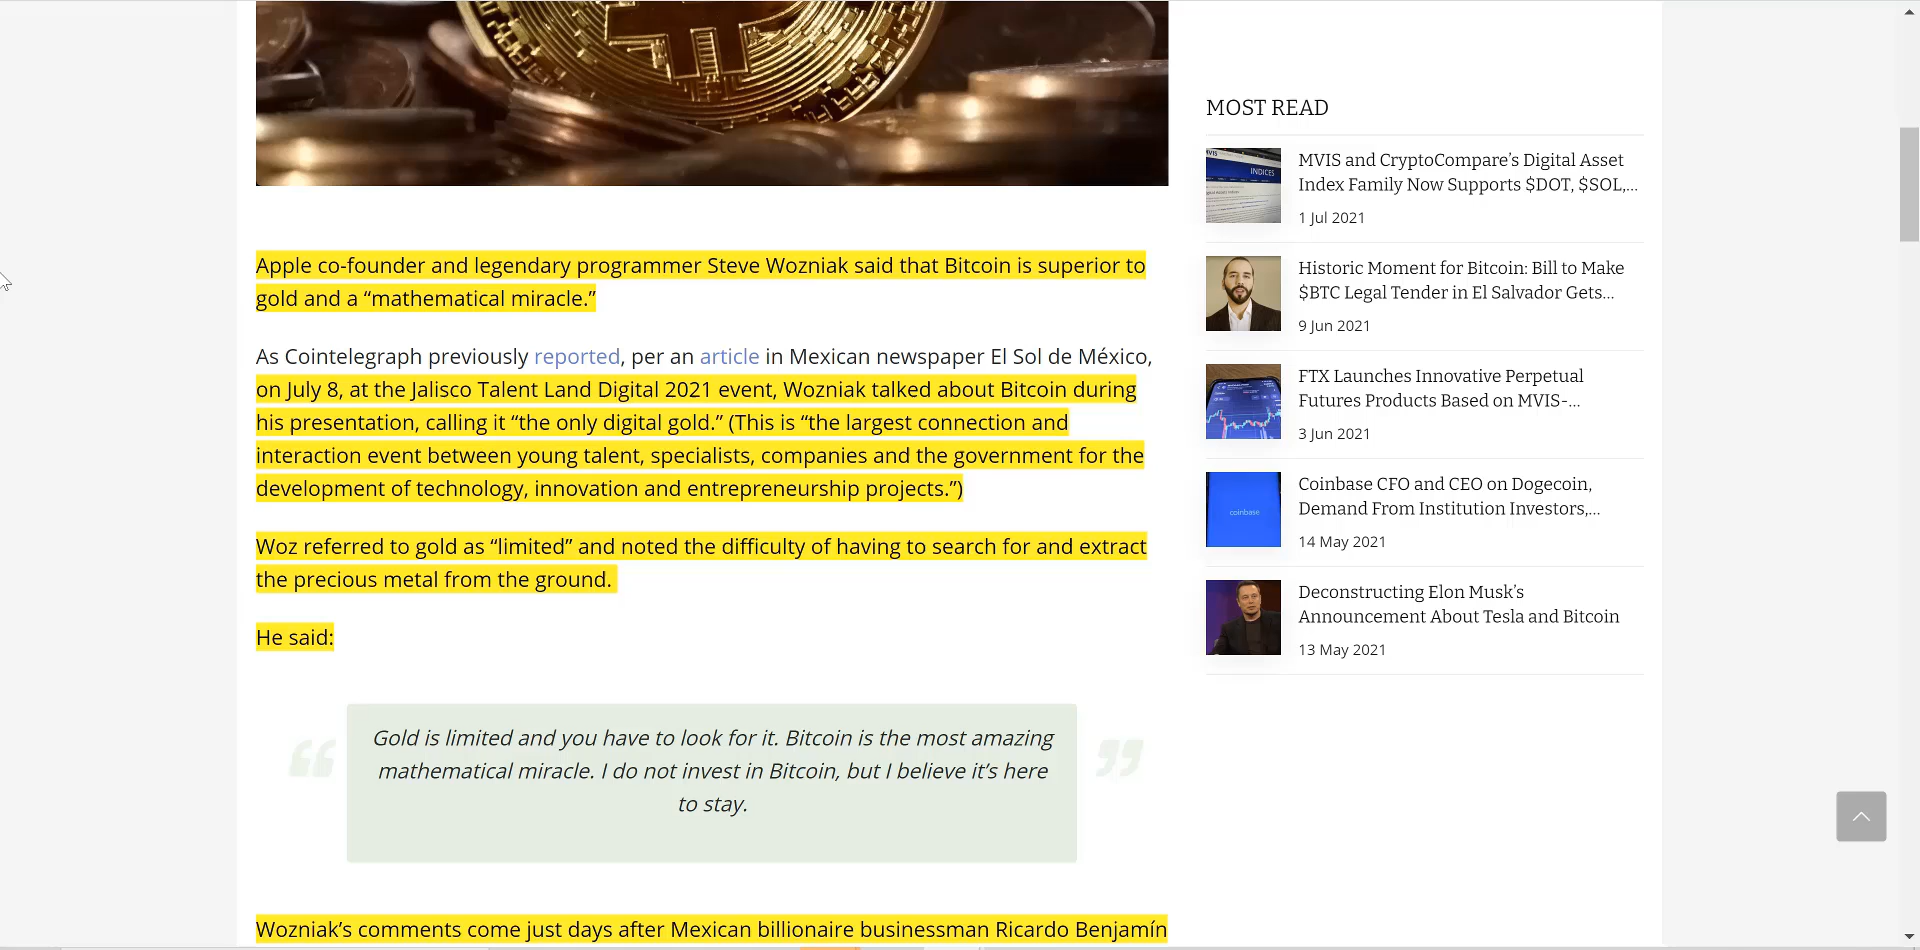 Apple co-founder and legendary programmer Steve Wozniak said that Bitcoin is superior to
gold and a “mathematical miracle.”
As Cointelegraph previously reported, per an article in Mexican newspaper El Sol de México,
on July 8, at the Jalisco Talent Land Digital 2021 event, Wozniak talked about Bitcoin during
his presentation, calling it “the only digital gold.” (This is “the largest connection and
interaction event between young talent, specialists, companies and the government for the
development of technology, innovation and entrepreneurship projects.”)
Woz referred to gold as “limited” and noted the difficulty of having to search for and extract
the precious metal from the ground.
He said:
Gold is limited and you have to look for it. Bitcoin is the most amazing
mathematical miracle. I do not invest in Bitcoin, but I believe it’s here
to stay.
Wozniak’s comments come just days after Mexican billionaire businessman Ricardo Benjamín
MOST READ
MVIS
INDICES
MVIS and CryptoCompare’s Digital Asset
Index Family Now Supports $DOT, $SOL,...
1 Jul 2021
Historic Moment for Bitcoin: Bill to Make
$BTC Legal Tender in El Salvador Gets...
9 Jun 2021
FTX Launches Innovative Perpetual
Futures Products Based on MVIS-...
3 Jun 2021
coinbase
Coinbase CFO and CEO on Dogecoin,
Demand From Institution Investors,...
14 May 2021
Deconstructing Elon Musk’s
Announcement About Tesla and Bitcoin
13 May 2021